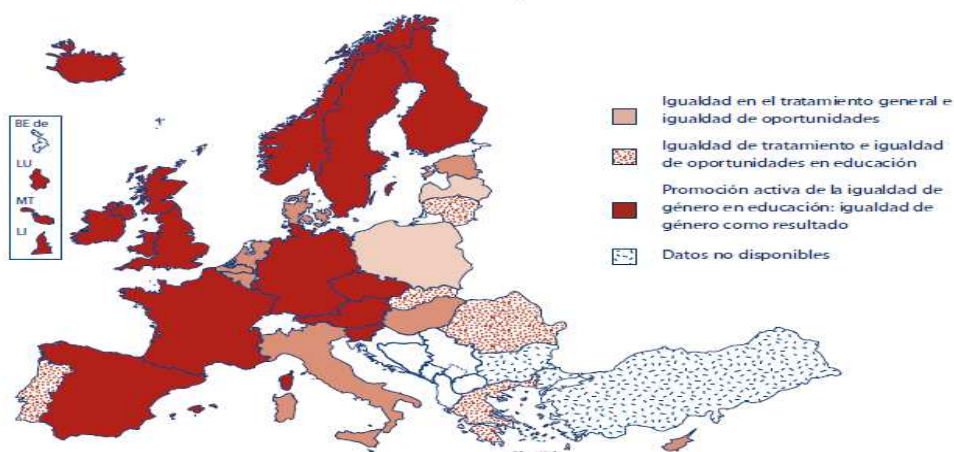 Igualdad en el tratamiento general e
igualdad de oportunidades
Igualdad de tratamiento e igualdad
de oportunidades en educación
Promoción activa de la igualdad de
género en educación: igualdad de
género como resultado
Datos no disponibles
BE de
LU
MT
LI